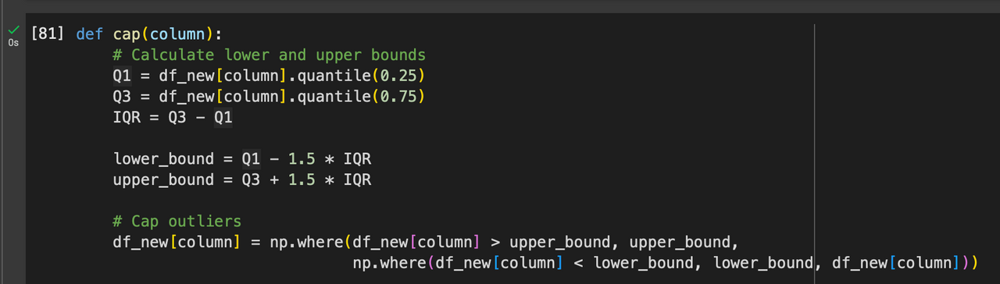 [81] def cap(column):
0s
# Calculate lower and upper bounds
Q1 = df_new[column].quantile(0.25)
Q3 = df_new[column].quantile(0.75)
IQR = Q3 - Q1
lower_bound = Q1 - 1.5 * IQR
upper_bound = Q3 + 1.5 * IQR
# Cap outliers
df_new[column] = np.where(df_new[column] > upper_bound, upper_bound,
np.where(df_new[column] < lower_bound, lower_bound, df_new[column]))